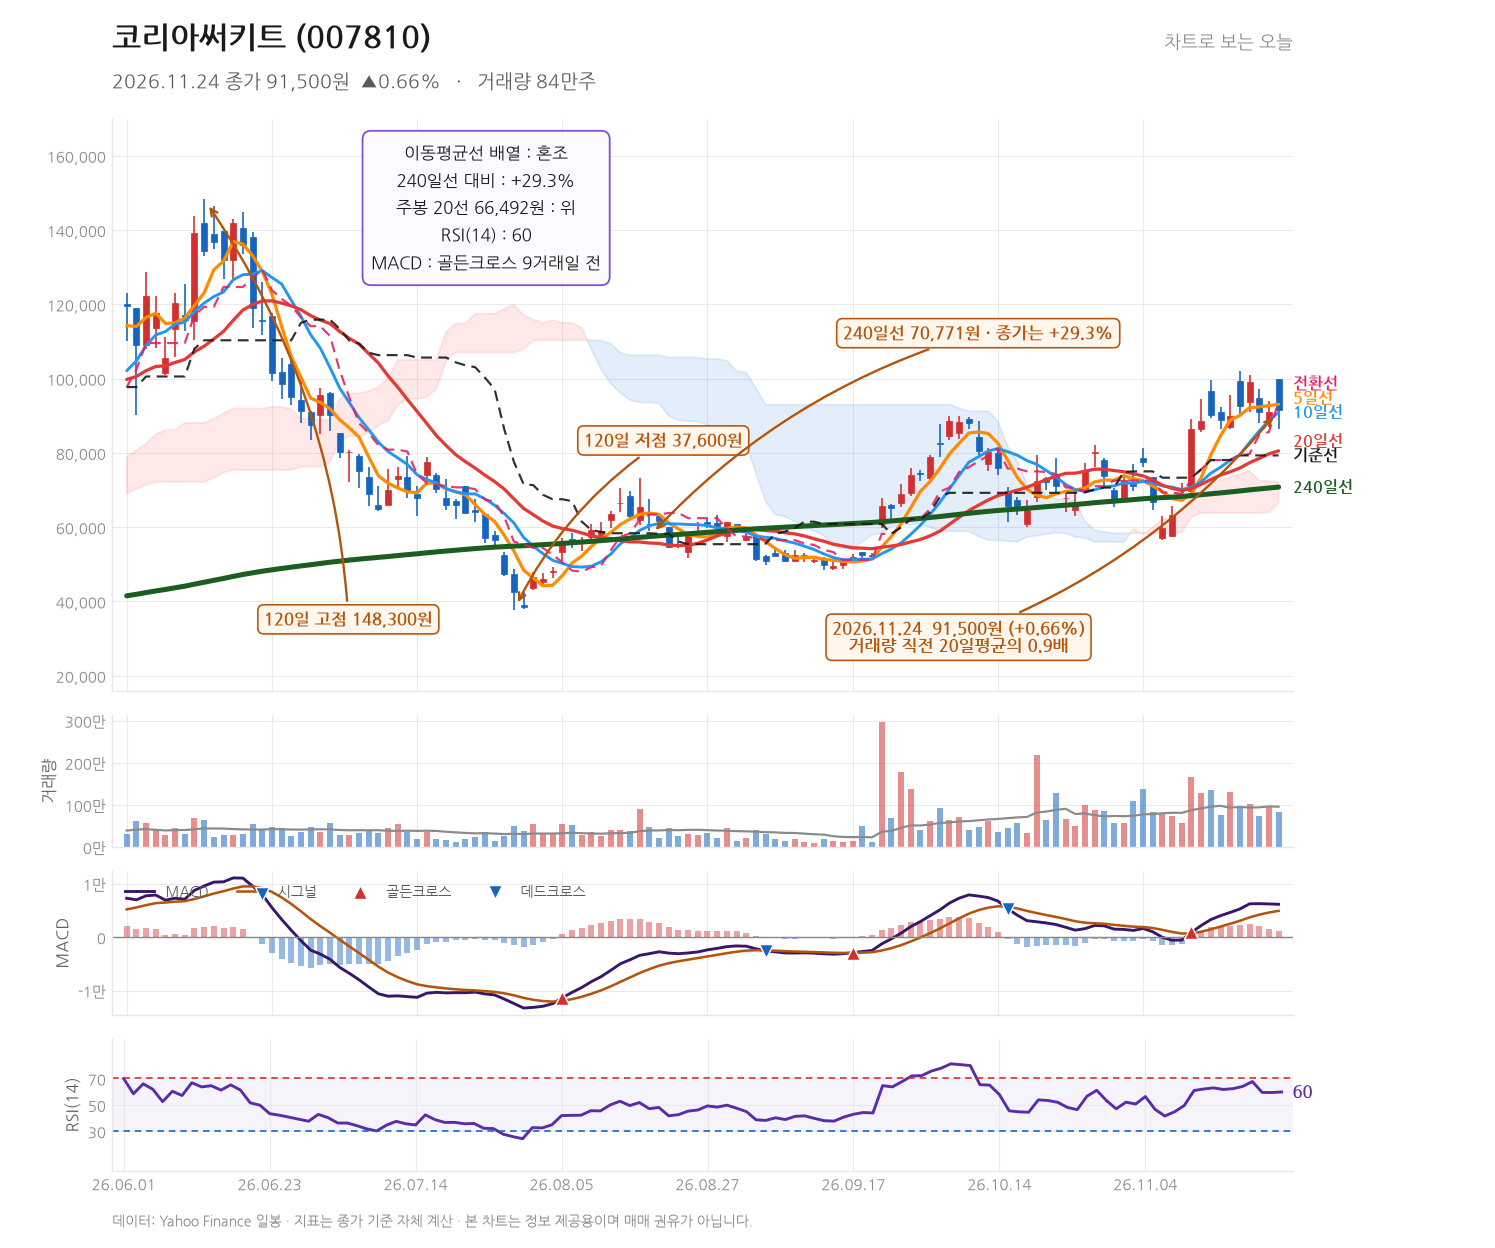 코리아써키트 (007810)
차트로 보는 오늘
2026.11.24 종가 91,500원 ▲0.66% · 거래량 84만주
이동평균선 배열 : 혼조
240일선 대비 : +29.3%
주봉 20선 66,492원 : 위
RSI(14) : 60
MACD : 골든크로스 9거래일 전
160,000
140,000
120,000
100,000
80,000
60,000
40,000
20,000
240일선 70,771원 · 종가는 +29.3%
120일 저점 37,600원
120일 고점 148,300원
2026.11.24 91,500원 (+0.66%)
거래량 직전 20일평균의 0.9배
전환선
5일선
10일선
20일선
기준선
240일선
거래량
300만
200만
100만
0만
MACD
1만
0
-1만
MACD
시그널
골든크로스
데드크로스
RSI(14)
70
50
30
60
26.06.01
26.06.23
26.07.14
26.08.05
26.08.27
26.09.17
26.10.14
26.11.04
데이터: Yahoo Finance 일봉 · 지표는 종가 기준 자체 계산 · 본 차트는 정보 제공용이며 매매 권유가 아닙니다.